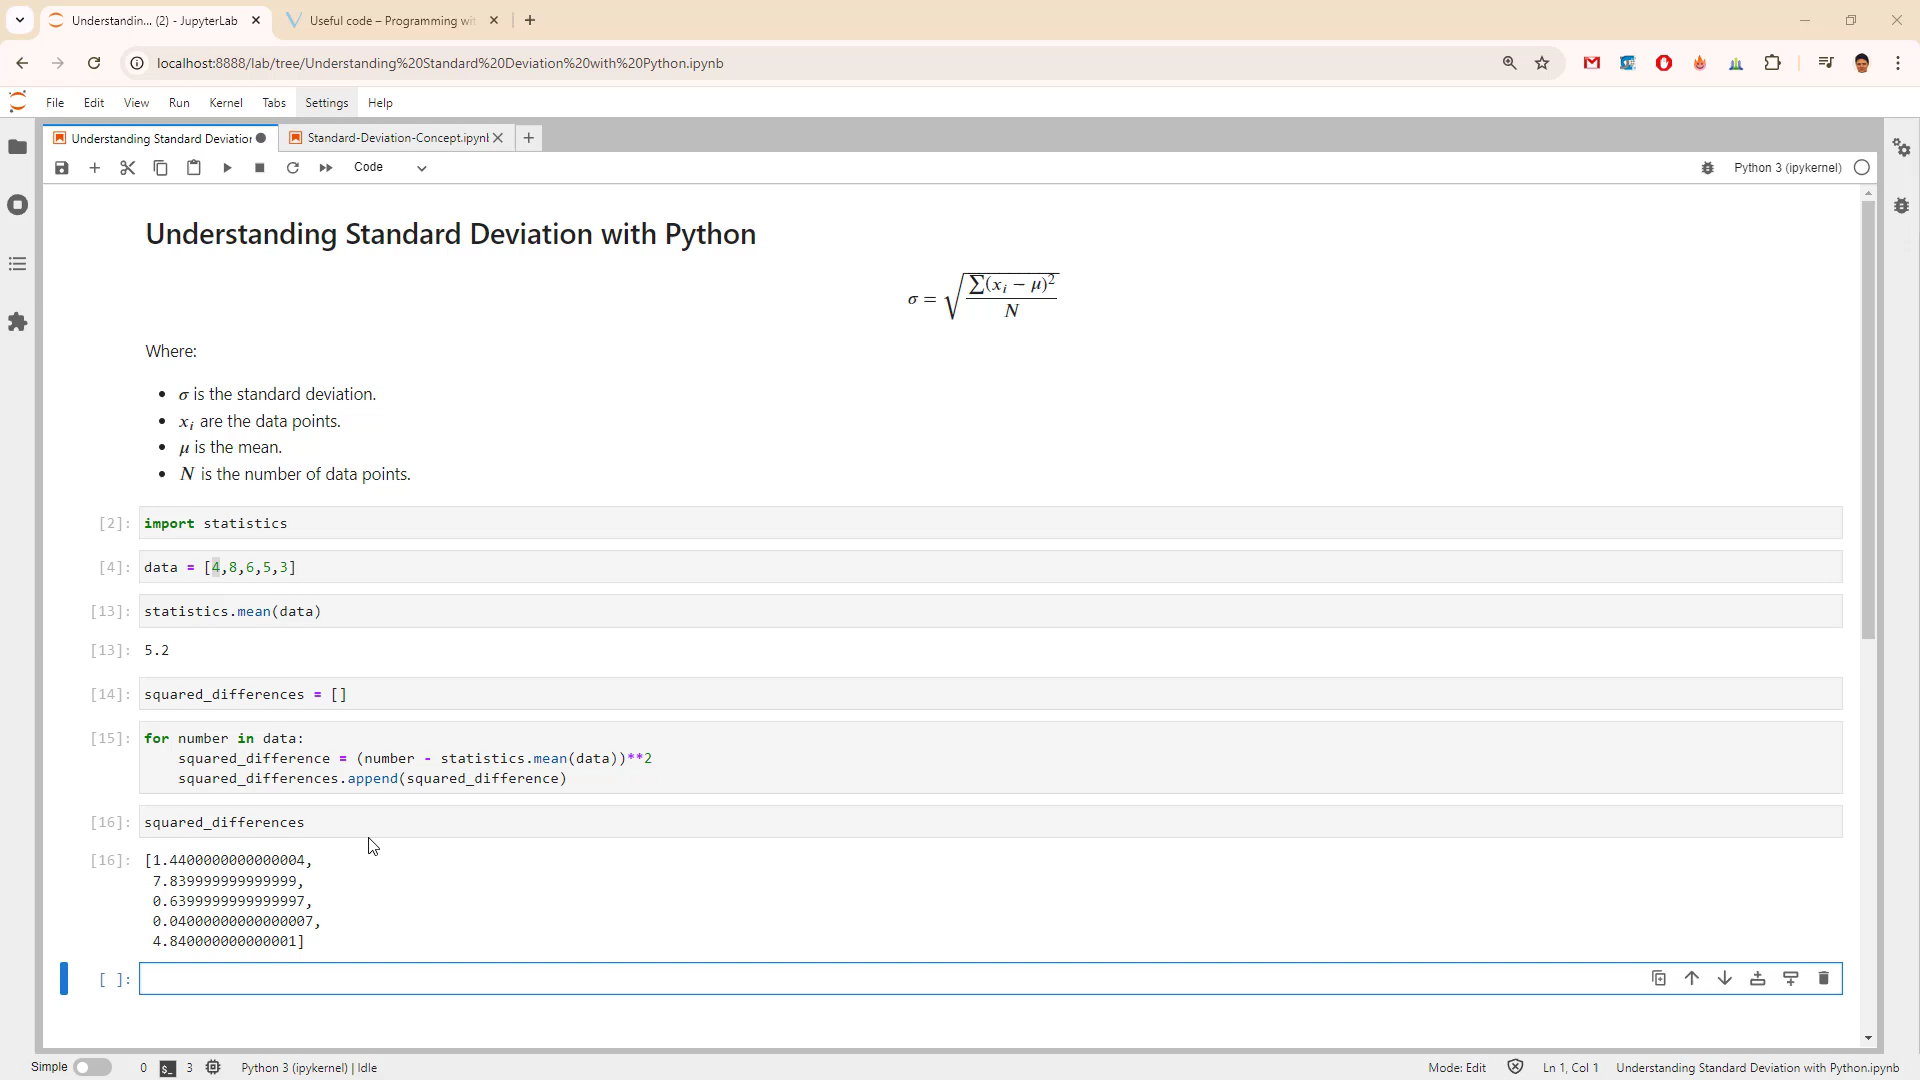 Understandin... (2) - JupyterLab
Useful code – Programming wit
localhost:8888/lab/tree/Understanding%20Standard%20Deviation%20with%20Python.ipynb
File Edit View Run Kernel Tabs Settings Help
Understanding Standard Deviation
Standard-Deviation-Concept.ipynb
Code
Python 3 (ipykernel)
Understanding Standard Deviation with Python
σ = √(∑(xᵢ − μ)² / N)
Where:
• σ is the standard deviation.
• xᵢ are the data points.
• μ is the mean.
• N is the number of data points.
[2]: import statistics
[4]: data = [4,8,6,5,3]
[13]: statistics.mean(data)
[13]: 5.2
[14]: squared_differences = []
[15]: for number in data:
squared_difference = (number - statistics.mean(data))**2
squared_differences.append(squared_difference)
[16]: squared_differences
[16]: [1.4400000000000004,
7.839999999999999,
0.6399999999999997,
0.04000000000000007,
4.840000000000001]
[ ]:
Simple 0 $_ 3 Python 3 (ipykernel) | Idle
Mode: Edit Ln 1, Col 1 Understanding Standard Deviation with Python.ipynb